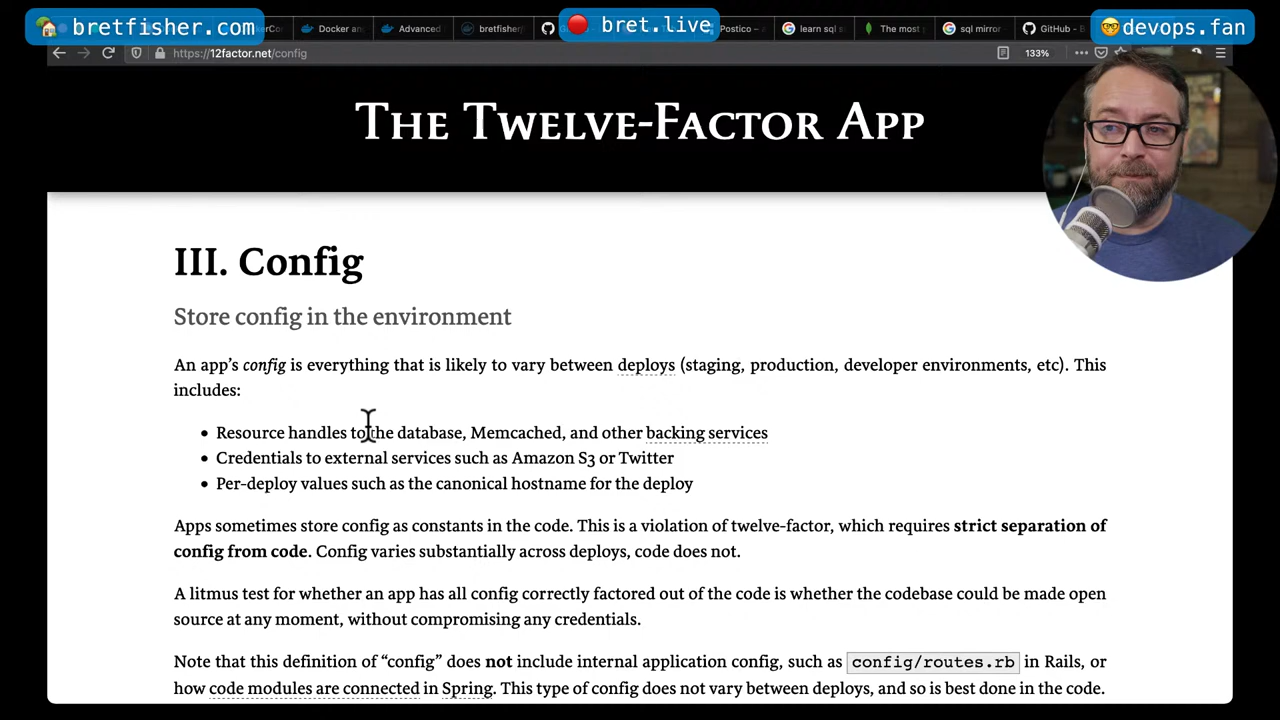 bretfisher.com
bret.live
devops.fan
Docker an
Advanced
bretfisher
Postico –
learn sql
The most
sql mirror
GitHub - B
https://12factor.net/config
133%
The Twelve-Factor App
III. Config
Store config in the environment
An app's config is everything that is likely to vary between deploys (staging, production, developer environments, etc). This
includes:
• Resource handles to the database, Memcached, and other backing services
• Credentials to external services such as Amazon S3 or Twitter
• Per-deploy values such as the canonical hostname for the deploy
Apps sometimes store config as constants in the code. This is a violation of twelve-factor, which requires strict separation of
config from code. Config varies substantially across deploys, code does not.
A litmus test for whether an app has all config correctly factored out of the code is whether the codebase could be made open
source at any moment, without compromising any credentials.
Note that this definition of “config” does not include internal application config, such as config/routes.rb in Rails, or
how code modules are connected in Spring. This type of config does not vary between deploys, and so is best done in the code.